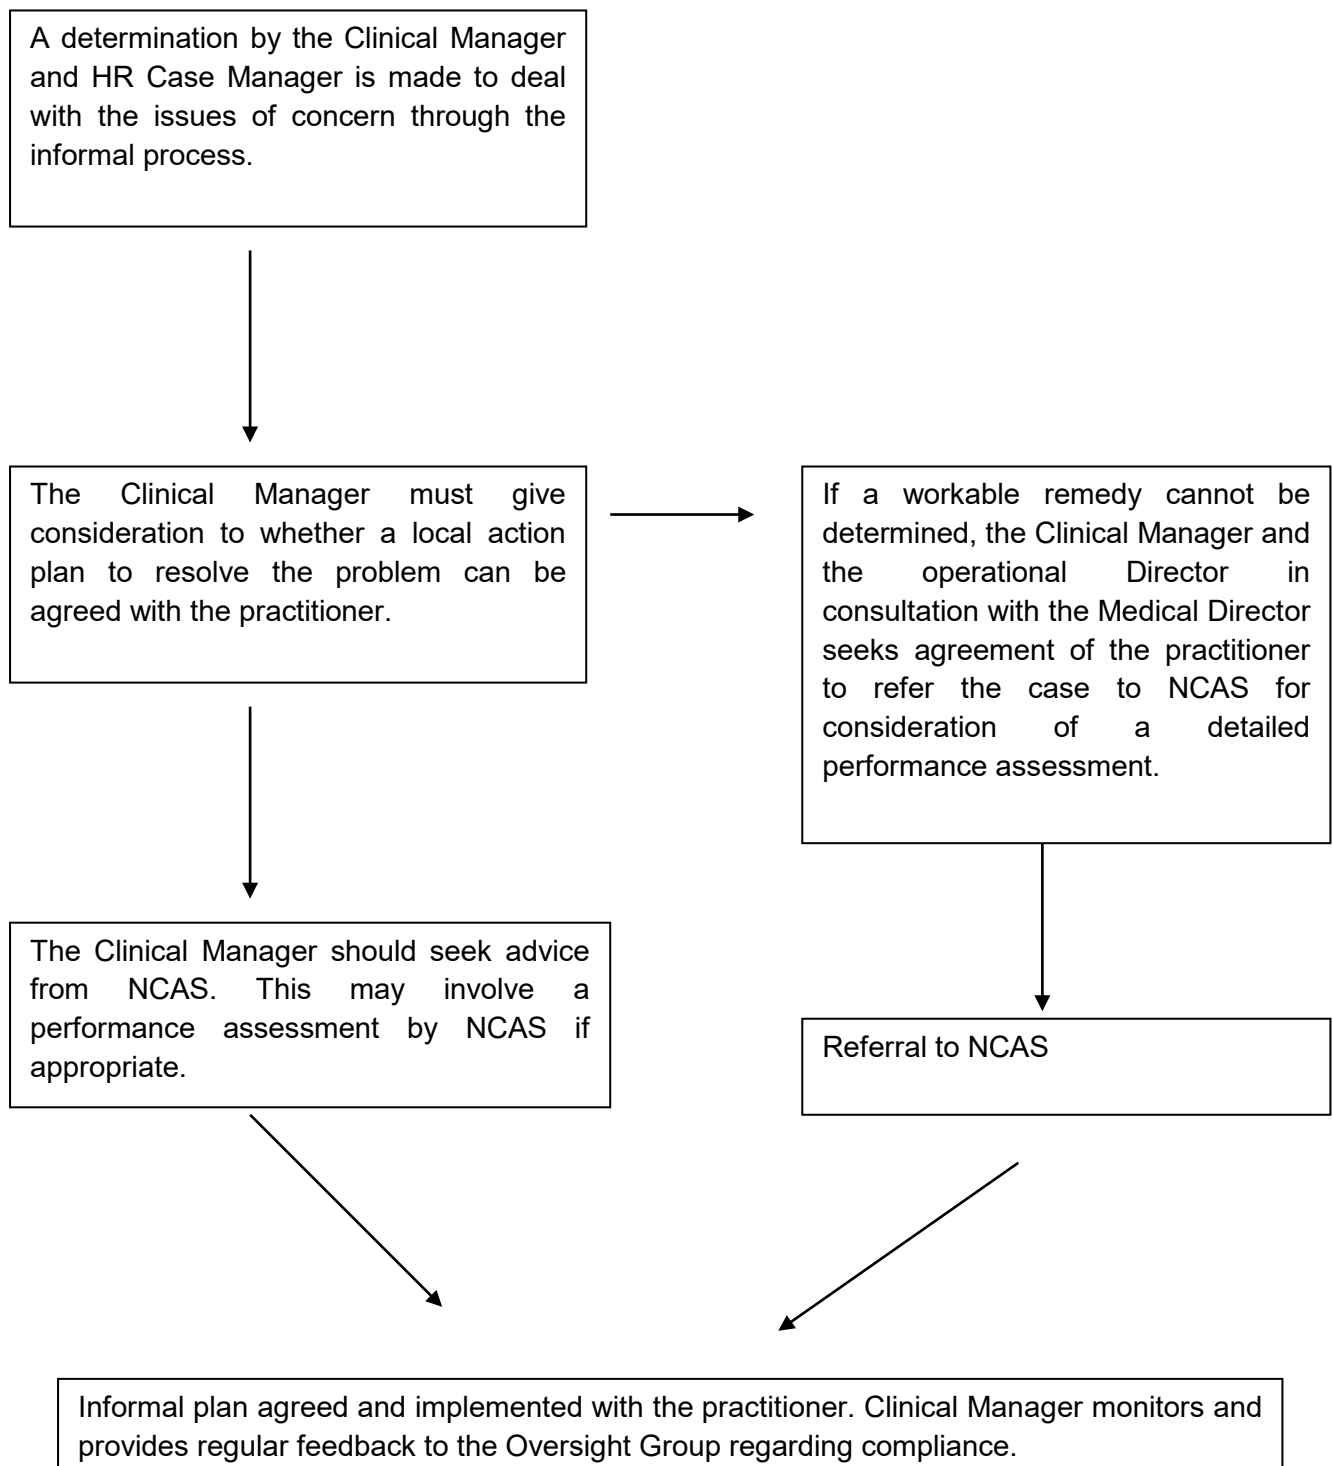 A determination by the Clinical Manager
and HR Case Manager is made to deal
with the issues of concern through the
informal process.
The Clinical Manager must give
consideration to whether a local action
plan to resolve the problem can be
agreed with the practitioner.
If a workable remedy cannot be
determined, the Clinical Manager and
the operational Director in
consultation with the Medical Director
seeks agreement of the practitioner
to refer the case to NCAS for
consideration of a detailed
performance assessment.
The Clinical Manager should seek advice
from NCAS. This may involve a
performance assessment by NCAS if
appropriate.
Referral to NCAS
Informal plan agreed and implemented with the practitioner. Clinical Manager monitors and
provides regular feedback to the Oversight Group regarding compliance.